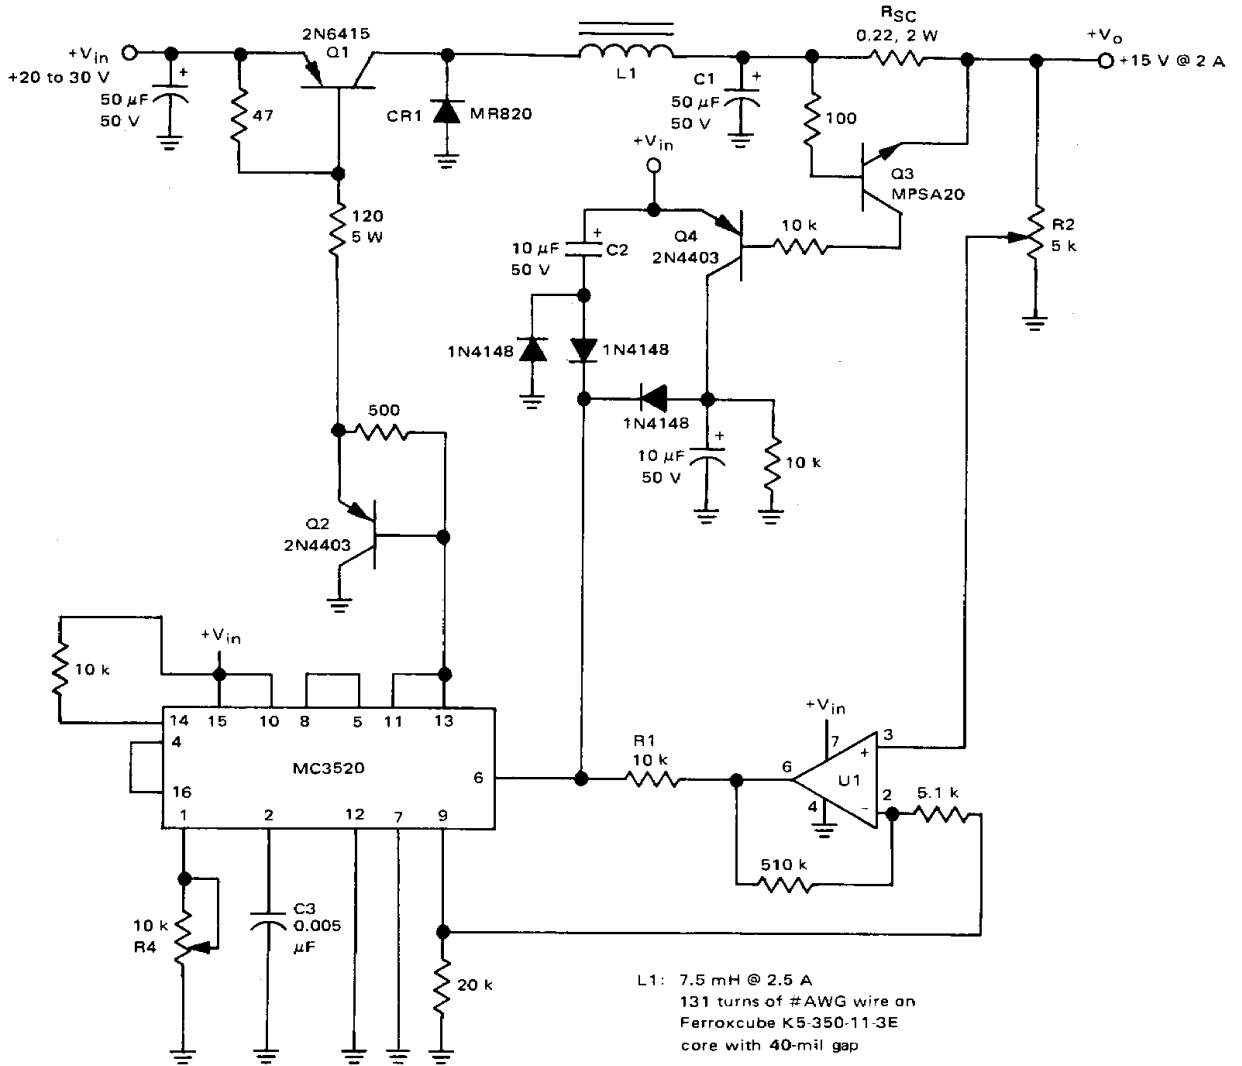 2N6415
Q1
+Vin
+20 to 30 V
50 µF
50 V
+
47
CR1
MR820
L1
C1
50 µF
50 V
+
RSC
0.22, 2 W
+Vo
+15 V @ 2 A
100
Q3
MPSA20
R2
5 k
120
5 W
+Vin
10 µF
50 V
+
C2
Q4
2N4403
10 k
1N4148
1N4148
1N4148
10 µF
50 V
+
10 k
500
Q2
2N4403
10 k
+Vin
14
15
10
8
5
11
13
4
16
MC3520
6
1
2
12
7
9
R1
10 k
+Vin
7
6
U1
+
3
4
-
2
5.1 k
510 k
10 k
R4
C3
0.005
µF
20 k
L1: 7.5 mH @ 2.5 A
131 turns of #AWG wire on
Ferroxcube K5-350-11-3E
core with 40-mil gap